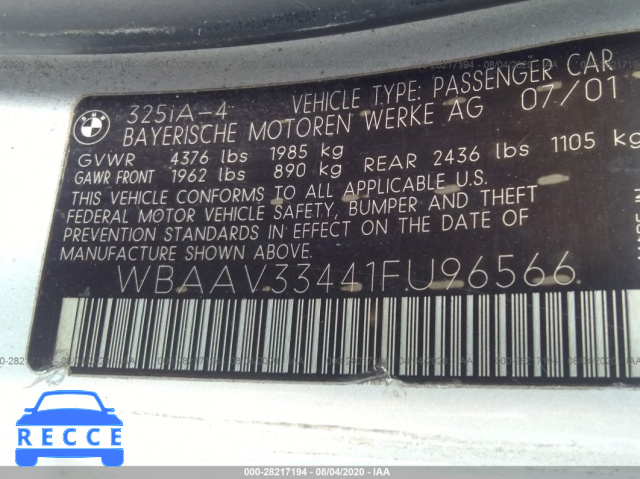 BMW
325iA-4
VEHICLE TYPE: PASSENGER CAR
BAYERISCHE MOTOREN WERKE AG 07/01
GVWR 4376 lbs 1985 kg
GAWR FRONT 1962 lbs 890 kg REAR 2436 lbs 1105 kg
THIS VEHICLE CONFORMS TO ALL APPLICABLE U.S.
FEDERAL MOTOR VEHICLE SAFETY, BUMPER AND THEFT
PREVENTION STANDARDS IN EFFECT ON THE DATE OF
MANUFACTURE SHOWN ABOVE.
WBAAV33441FU96566
RECCE
000-28217194 - 08/04/2020 - IAA